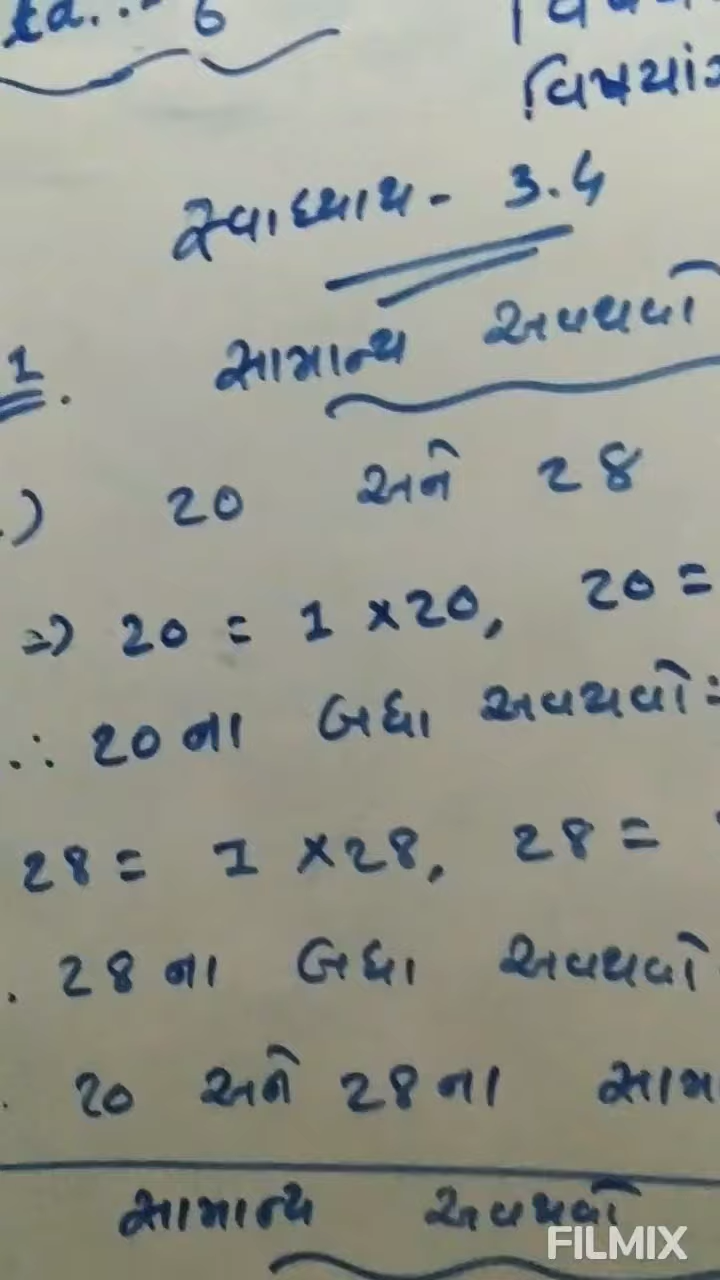 6
વિષયાં
સ્વાધ્યાય - 3.4
1.
સામાન્ય અવયવો
20 અને 28
=> 20 = 1 × 20, 20 =
∴ 20 ના બધા અવયવો =
28 = 1 × 28, 28 =
28 ના બધા અવયવો
20 અને 28 ના સામા
સામાન્ય અવયવો
FILMIX